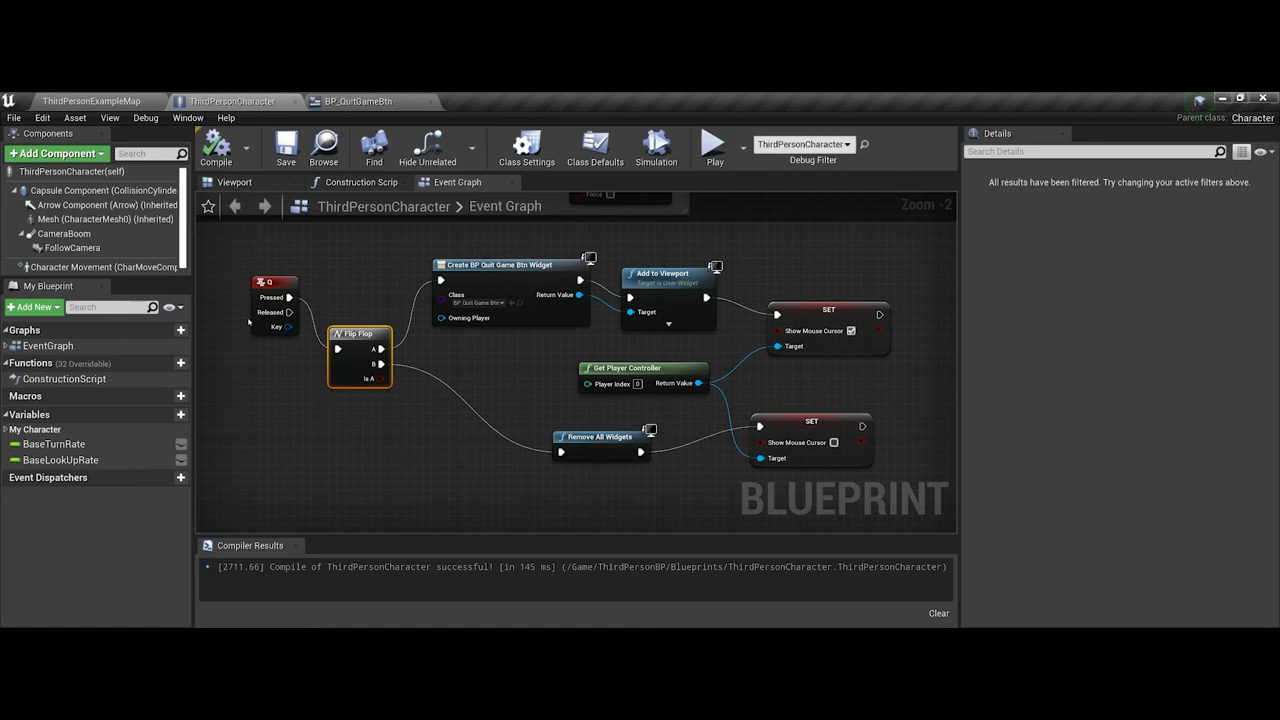 ThirdPersonExampleMap
ThirdPersonCharacter
BP_QuitGameBtn
File Edit Asset View Debug Window Help
Parent class: Character
Components
Add Component
Search
ThirdPersonCharacter(self)
Capsule Component (CollisionCylinde
Arrow Component (Arrow) (Inherited)
Mesh (CharacterMesh0) (Inherited)
CameraBoom
FollowCamera
Character Movement (CharMoveComp
Compile
Save
Browse
Find
Hide Unrelated
Class Settings
Class Defaults
Simulation
Play
ThirdPersonCharacter
Debug Filter
Viewport
Construction Scrip
Event Graph
ThirdPersonCharacter > Event Graph
Zoom -2
My Blueprint
Add New
Search
Graphs
EventGraph
Functions (32 Overridable)
ConstructionScript
Macros
Variables
My Character
BaseTurnRate
BaseLookUpRate
Event Dispatchers
Force
Q
Pressed
Released
Key
Flip Flop
A
B
Is A
Create BP Quit Game Btn Widget
Class
BP Quit Game Btn
Return Value
Owning Player
Add to Viewport
Target is User Widget
Target
SET
Show Mouse Cursor
Target
Get Player Controller
Player Index 0
Return Value
Remove All Widgets
SET
Show Mouse Cursor
Target
BLUEPRINT
Compiler Results
[2711.66] Compile of ThirdPersonCharacter successful! [in 145 ms] (/Game/ThirdPersonBP/Blueprints/ThirdPersonCharacter.ThirdPersonCharacter)
Clear
Details
Search Details
All results have been filtered. Try changing your active filters above.